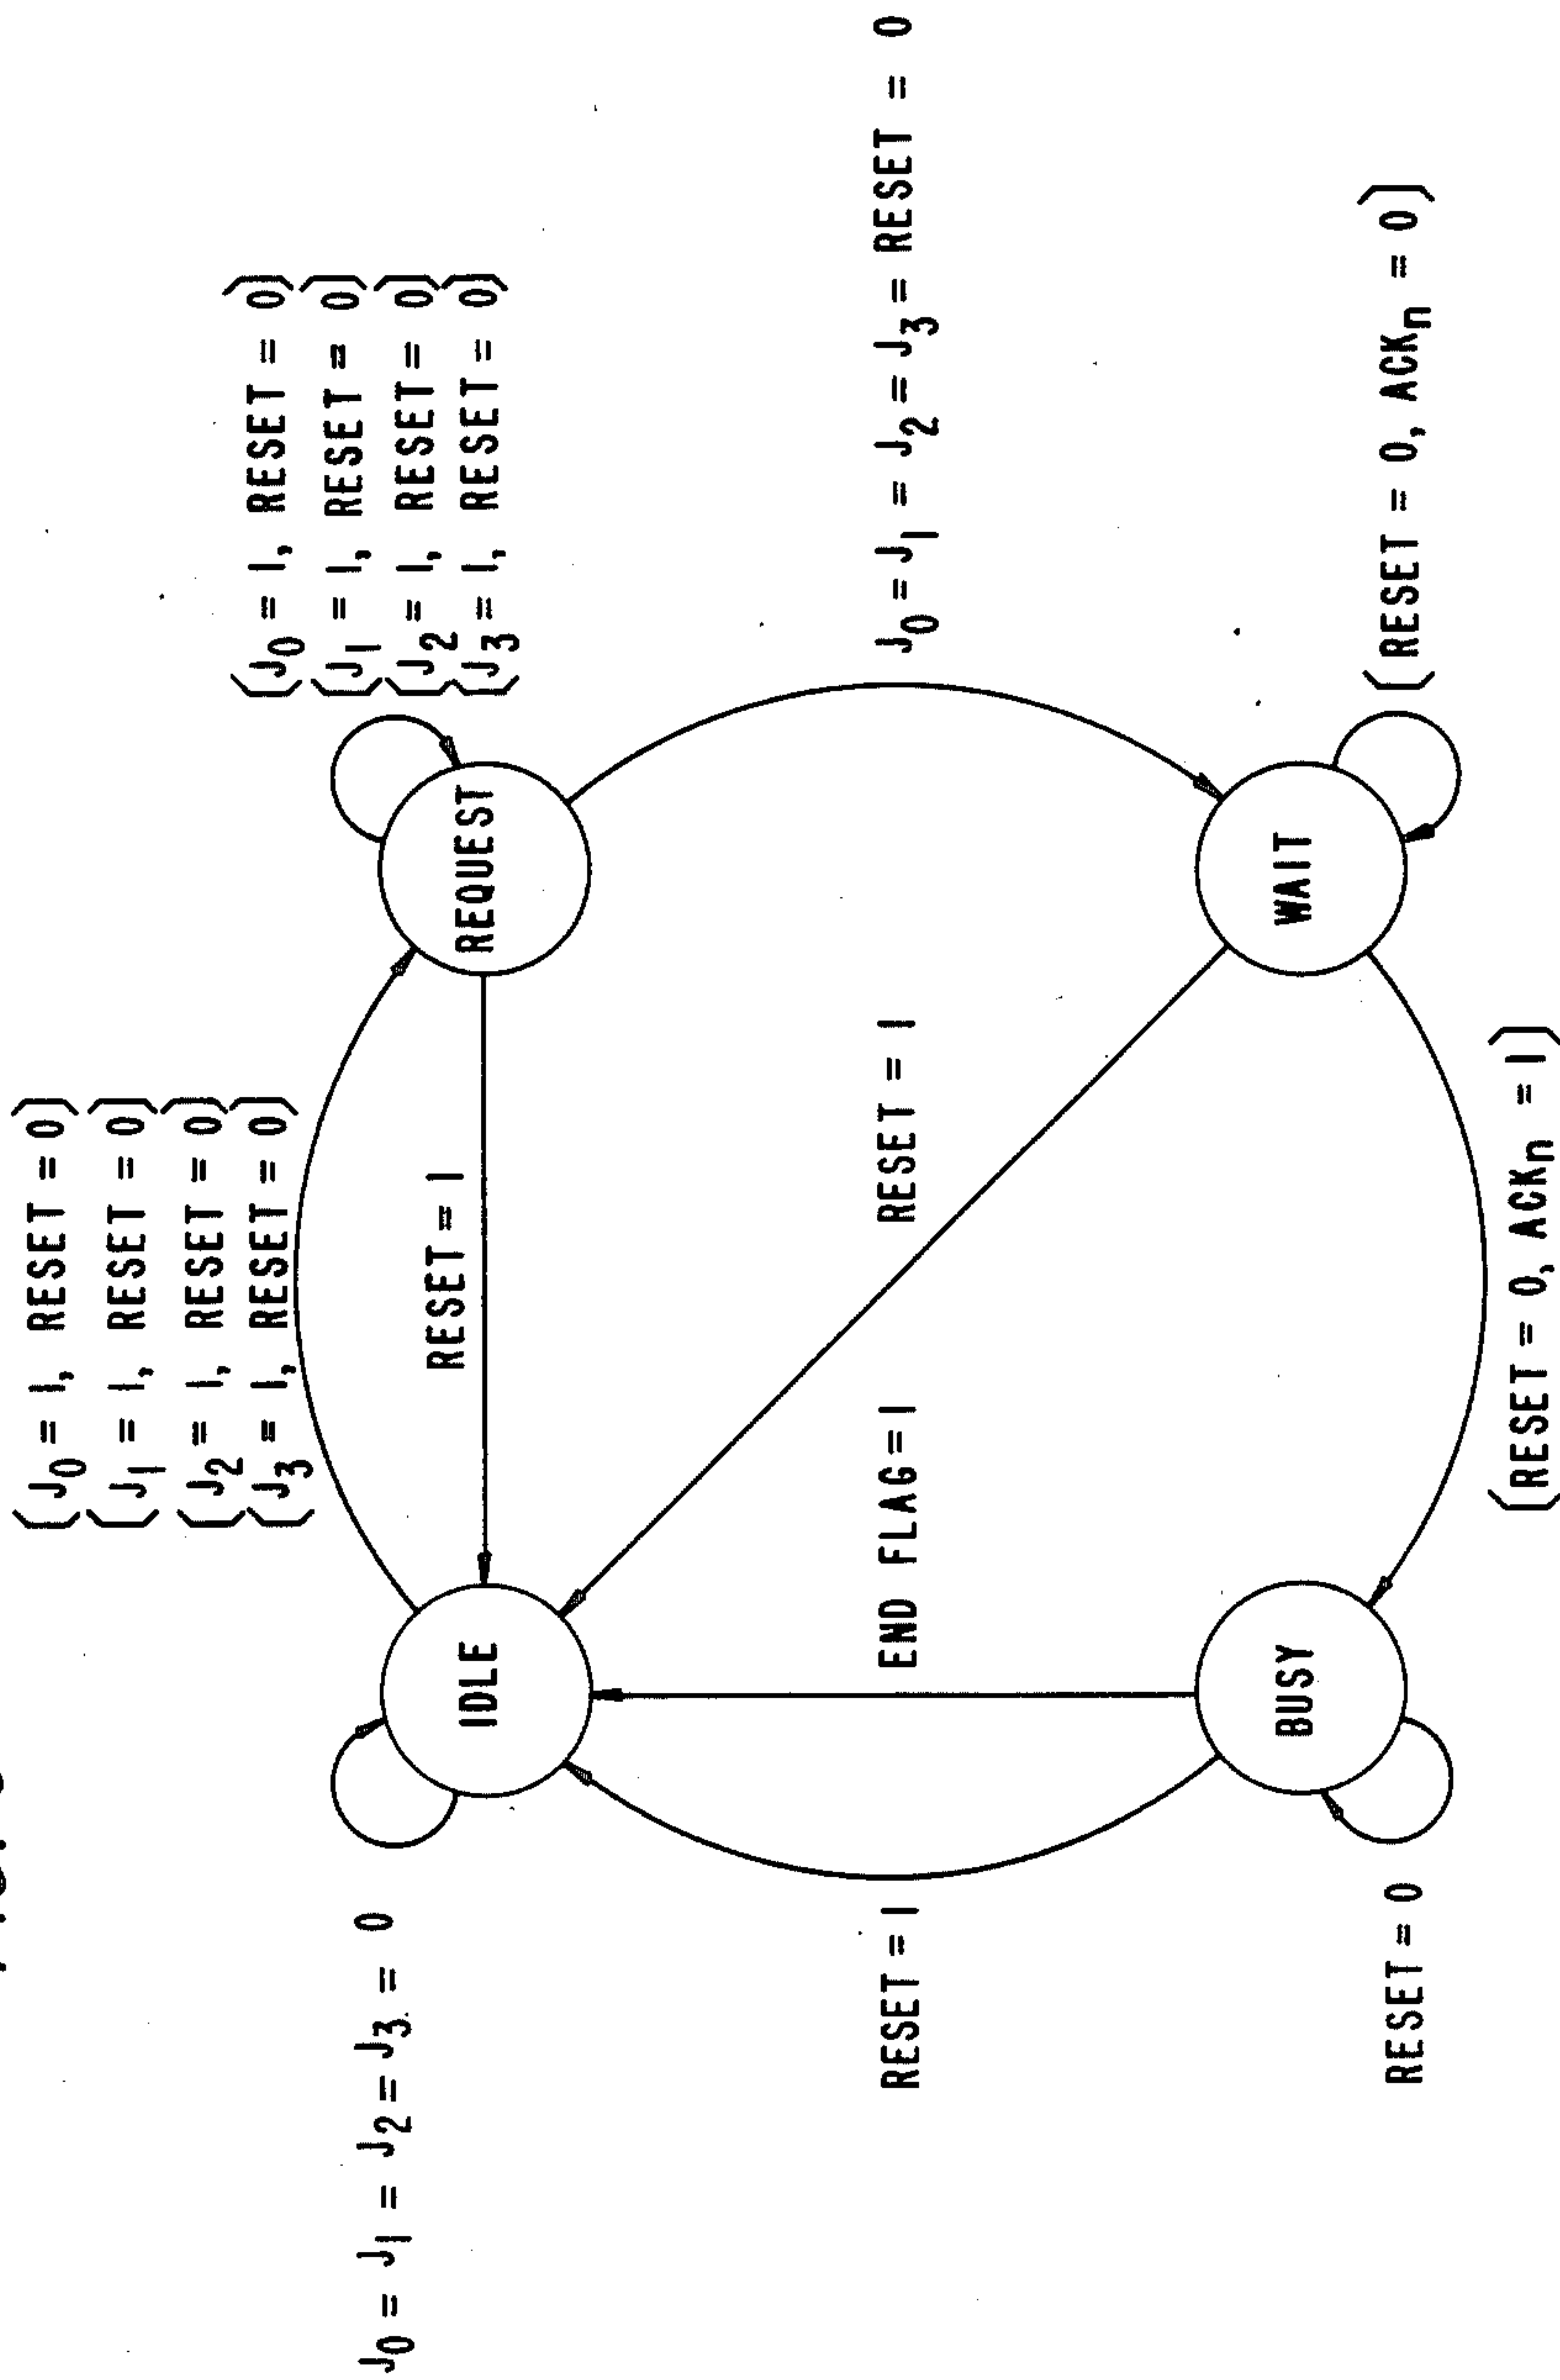 (J₀ = 1, RESET = 0)
(J₁ = 1, RESET = 0)
(J₂ = 1, RESET = 0)
(J₃ = 1, RESET = 0)
(J₀ = 1, RESET = 0)
(J₁ = 1, RESET = 0)
(J₂ = 1, RESET = 0)
(J₃ = 1, RESET = 0)
J₀ = J₁ = J₂ = J₃ = 0
RESET = 1
IDLE
REQUEST
RESET = 1
END FLAG = 1
RESET = 1
J₀ = J₁ = J₂ = J₃ = RESET = 0
BUSY
WAIT
RESET = 0
(RESET = 0, ACKn = 0)
(RESET = 0, ACKn = 1)